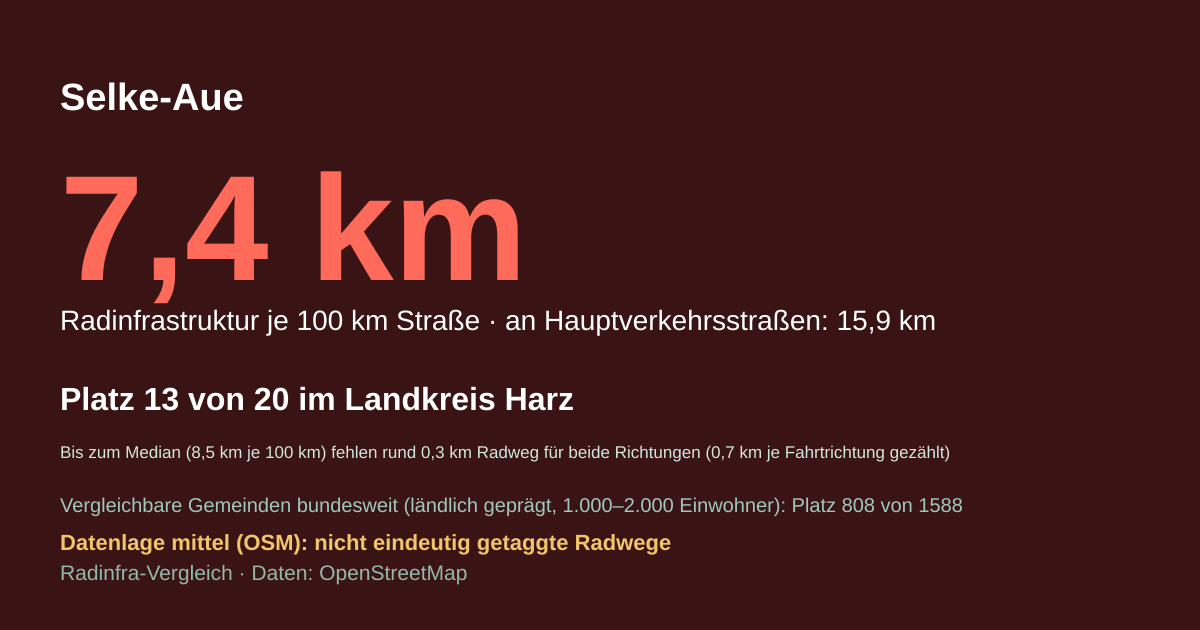 Selke-Aue
7,4 km
Radinfrastruktur je 100 km Straße · an Hauptverkehrsstraßen: 15,9 km
Platz 13 von 20 im Landkreis Harz
Bis zum Median (8,5 km je 100 km) fehlen rund 0,3 km Radweg für beide Richtungen (0,7 km je Fahrtrichtung gezählt)
Vergleichbare Gemeinden bundesweit (ländlich geprägt, 1.000–2.000 Einwohner): Platz 808 von 1588
Datenlage mittel (OSM): nicht eindeutig getaggte Radwege
Radinfra-Vergleich · Daten: OpenStreetMap